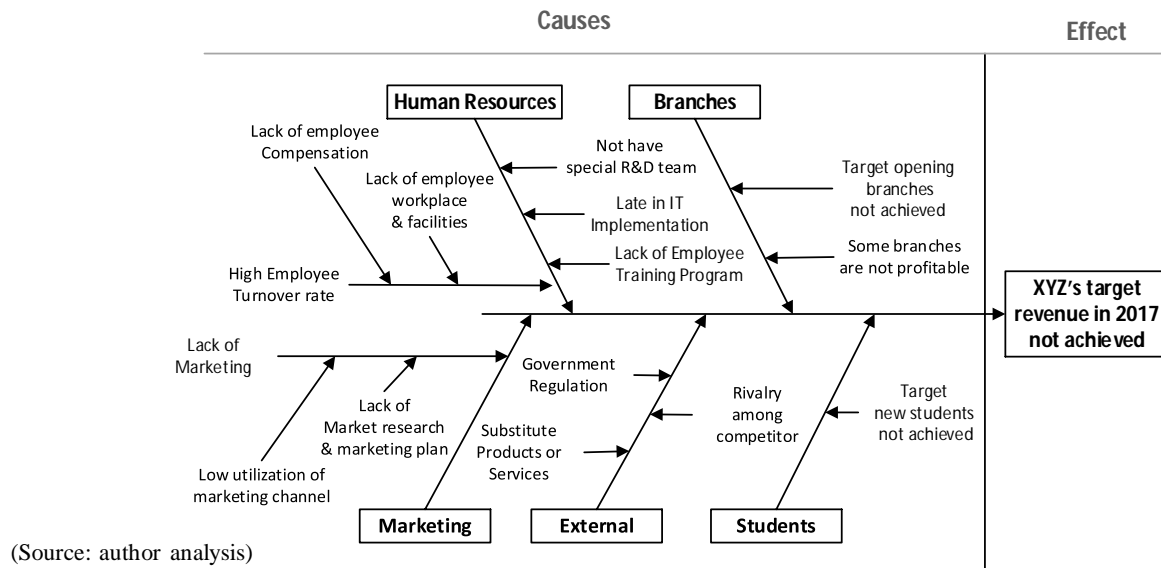 Causes
Effect
Human Resources
Branches
Lack of employee
Compensation
Not have
special R&D team
Target opening
branches
not achieved
Lack of employee
workplace
& facilities
Late in IT
Implementation
Lack of Employee
Training Program
Some branches
are not profitable
High Employee
Turnover rate
XYZ's target
revenue in 2017
not achieved
Lack of
Marketing
Government
Regulation
Rivalry
among
competitor
Target
new students
not achieved
Lack of
Market research
& marketing plan
Substitute
Products or
Services
Low utilization of
marketing channel
Marketing
External
Students
(Source: author analysis)